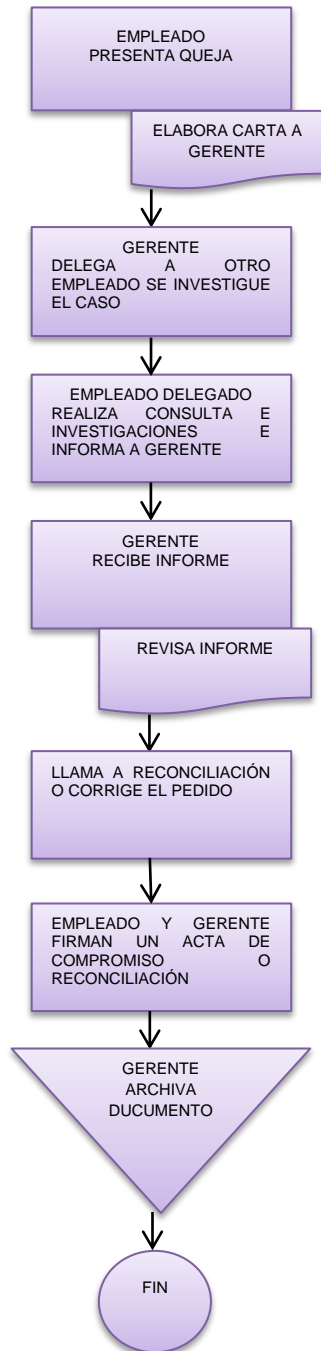 EMPLEADO
PRESENTA QUEJA
ELABORA CARTA A
GERENTE
GERENTE
DELEGA A OTRO
EMPLEADO SE INVESTIGUE
EL CASO
EMPLEADO DELEGADO
REALIZA CONSULTA E
INVESTIGACIONES E
INFORMA A GERENTE
GERENTE
RECIBE INFORME
REVISA INFORME
LLAMA A RECONCILIACIÓN
O CORRIGE EL PEDIDO
EMPLEADO Y GERENTE
FIRMAN UN ACTA DE
COMPROMISO O
RECONCILIACIÓN
GERENTE
ARCHIVA
DUCUMENTO
FIN